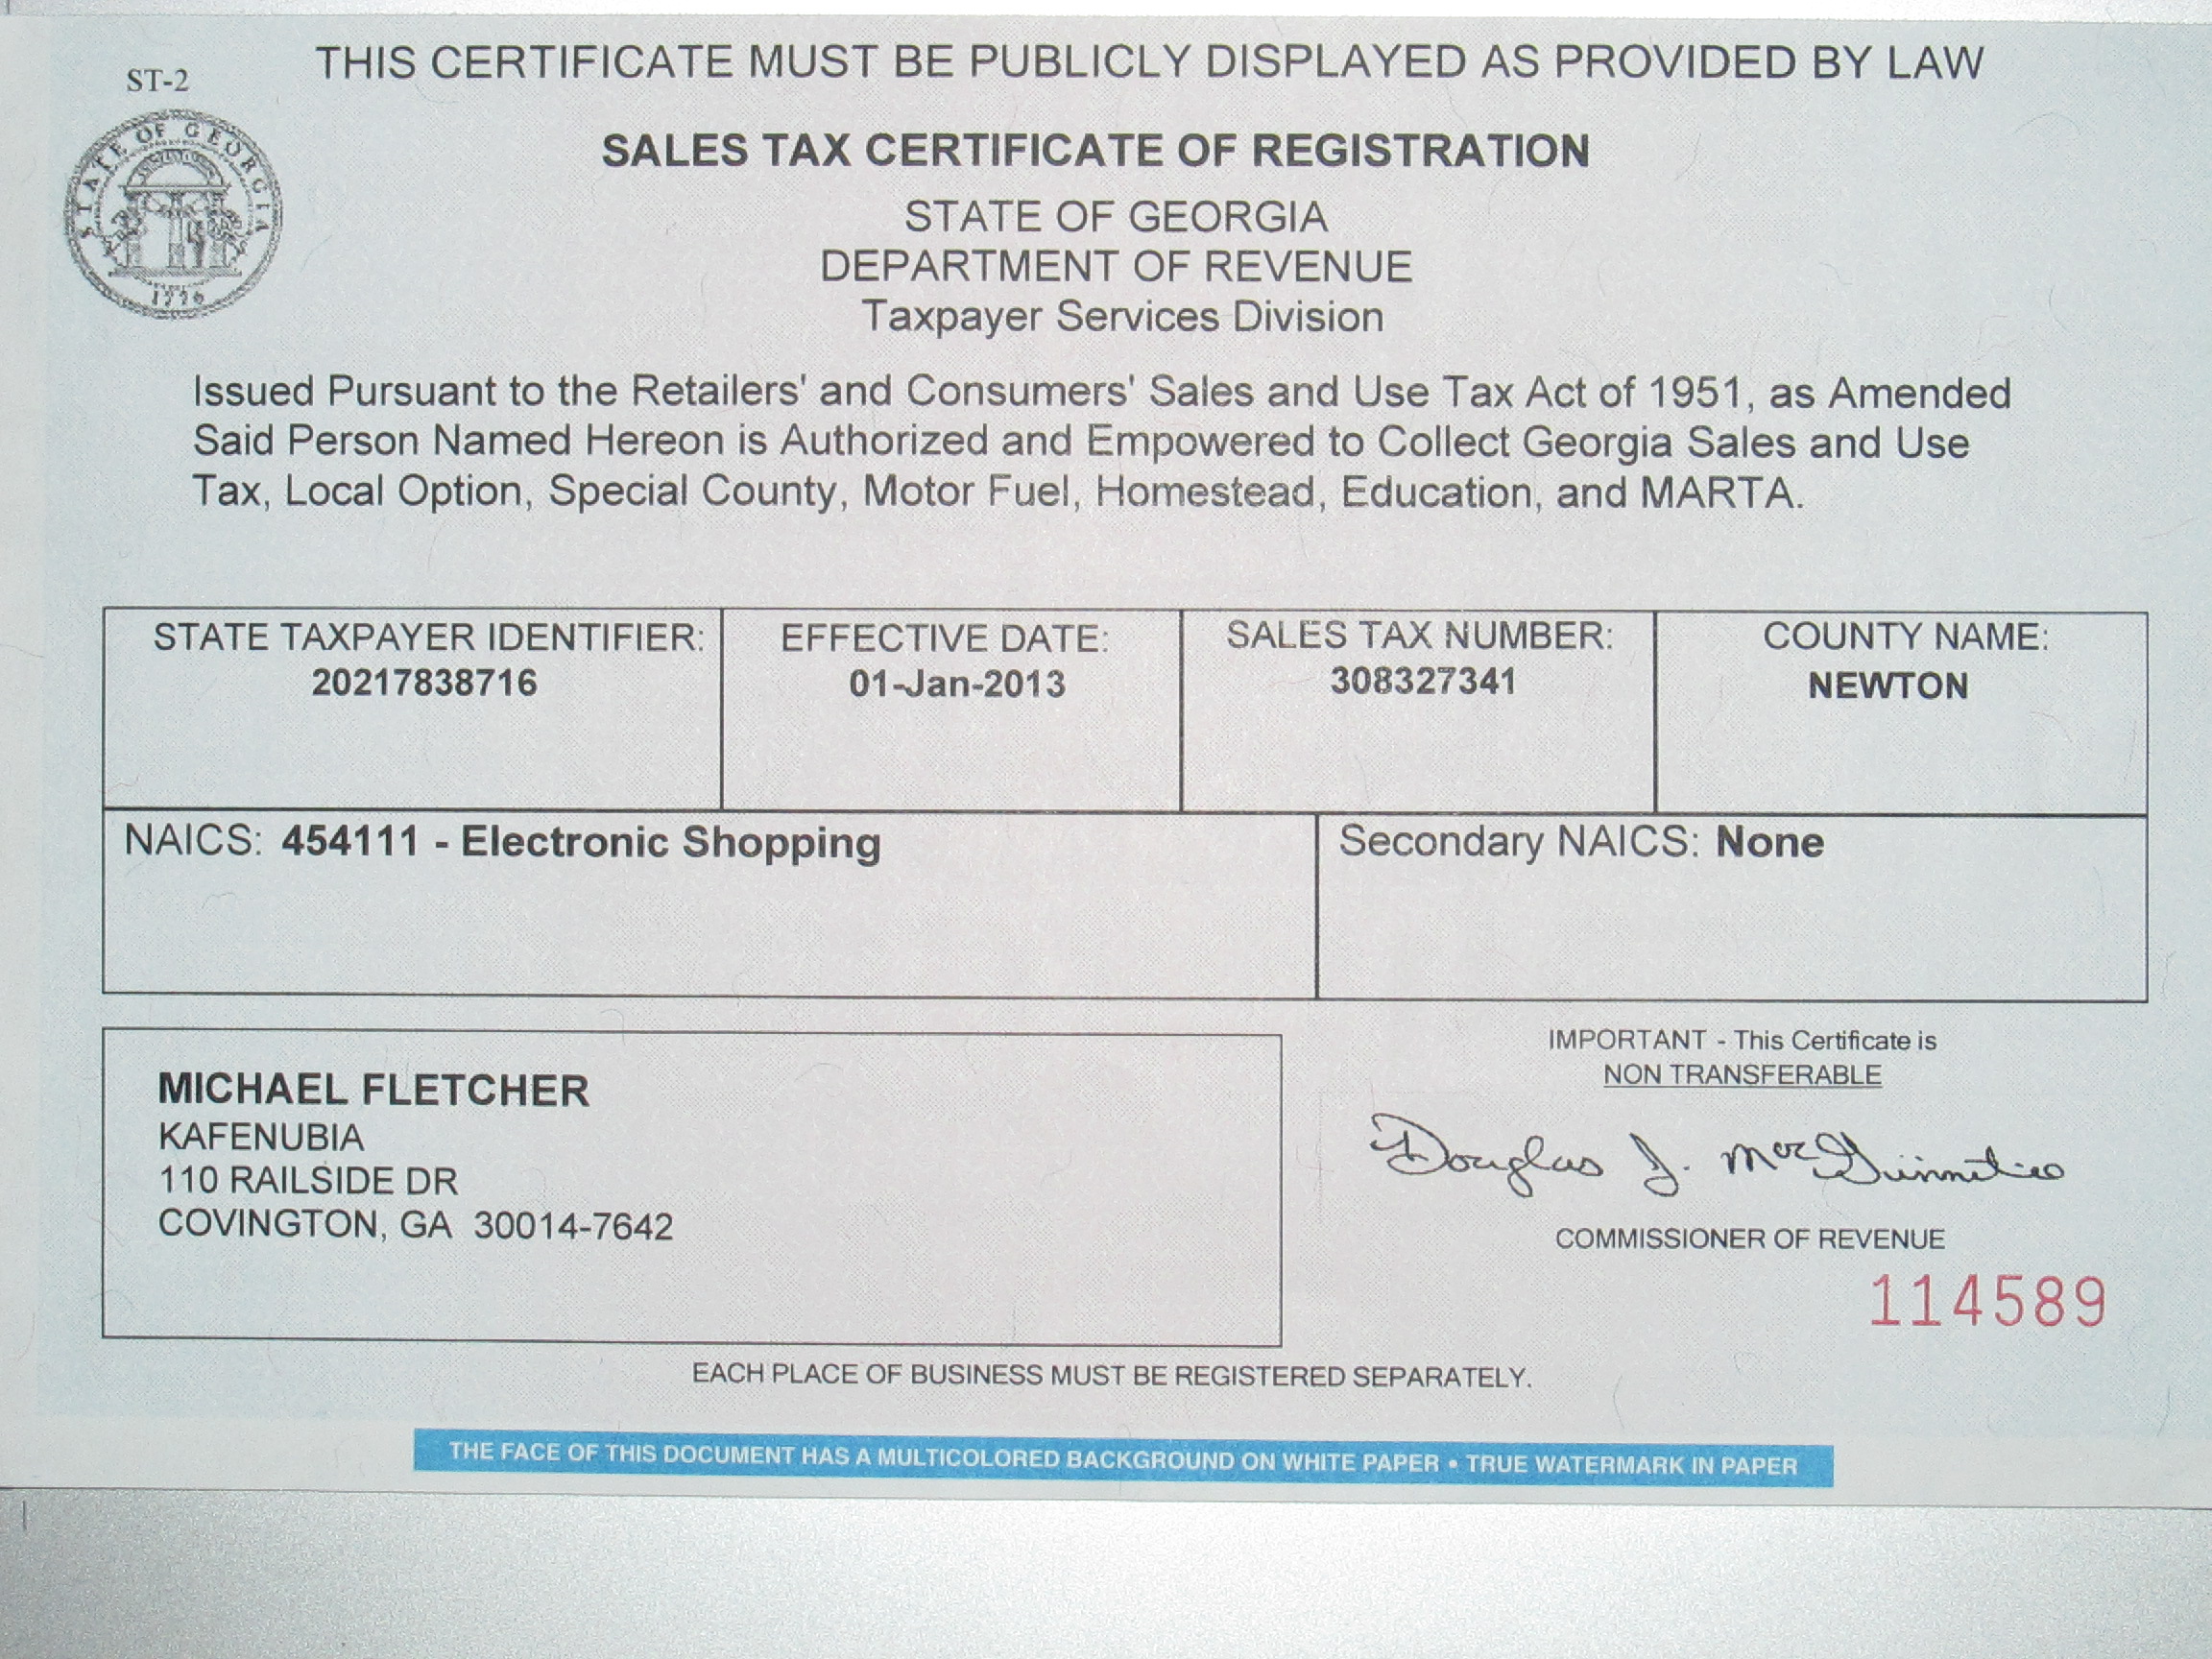 THIS CERTIFICATE MUST BE PUBLICLY DISPLAYED AS PROVIDED BY LAW
ST-2
STATE OF GEORGIA
1776
SALES TAX CERTIFICATE OF REGISTRATION
STATE OF GEORGIA
DEPARTMENT OF REVENUE
Taxpayer Services Division
Issued Pursuant to the Retailers' and Consumers' Sales and Use Tax Act of 1951, as Amended
Said Person Named Hereon is Authorized and Empowered to Collect Georgia Sales and Use
Tax, Local Option, Special County, Motor Fuel, Homestead, Education, and MARTA.
STATE TAXPAYER IDENTIFIER:
20217838716
EFFECTIVE DATE:
01-Jan-2013
SALES TAX NUMBER:
308327341
COUNTY NAME:
NEWTON
NAICS: 454111 - Electronic Shopping
Secondary NAICS: None
MICHAEL FLETCHER
KAFENUBIA
110 RAILSIDE DR
COVINGTON, GA 30014-7642
IMPORTANT - This Certificate is
NON TRANSFERABLE
Douglas J. MacGinnitie
COMMISSIONER OF REVENUE
114589
EACH PLACE OF BUSINESS MUST BE REGISTERED SEPARATELY.
THE FACE OF THIS DOCUMENT HAS A MULTICOLORED BACKGROUND ON WHITE PAPER • TRUE WATERMARK IN PAPER